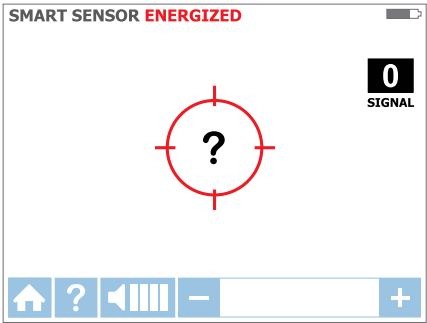 SMART SENSOR ENERGIZED
0
SIGNAL
?
?
− +